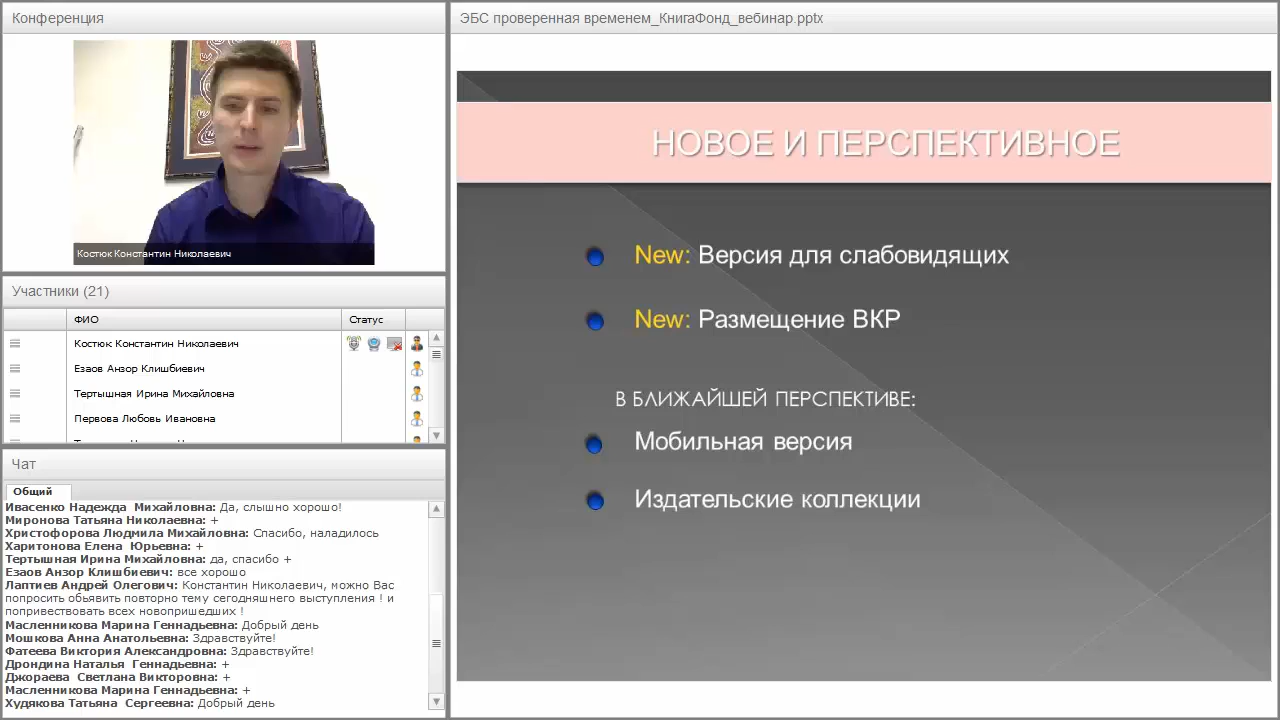 Конференция
Костюк Константин Николаевич
Участники (21)
ФИО
Статус
Костюк Константин Николаевич
Езаов Анзор Клишбиевич
Тертышная Ирина Михайловна
Первова Любовь Ивановна
Чат
Общий
Ивасенко Надежда Михайловна: Да, слышно хорошо!
Миронова Татьяна Николаевна: +
Христофорова Людмила Михайловна: Спасибо, наладилось
Харитонова Елена Юрьевна: +
Тертышная Ирина Михайловна: да, спасибо +
Езаов Анзор Клишбиевич: все хорошо
Лаптиев Андрей Олегович: Константин Николаевич, можно Вас
попросить обьявить повторно тему сегодняшнего выступления ! и
поприветствовать всех новопришедших !
Масленникова Марина Геннадьевна: Добрый день
Мошкова Анна Анатольевна: Здравствуйте!
Фатеева Виктория Александровна: Здравствуйте!
Дрондина Наталья Геннадьевна: +
Джораева Светлана Викторовна: +
Масленникова Марина Геннадьевна: +
Худякова Татьяна Сергеевна: Добрый день
ЭБС проверенная временем_КнигаФонд_вебинар.pptx
НОВОЕ И ПЕРСПЕКТИВНОЕ
New: Версия для слабовидящих
New: Размещение ВКР
В БЛИЖАЙШЕЙ ПЕРСПЕКТИВЕ:
Мобильная версия
Издательские коллекции